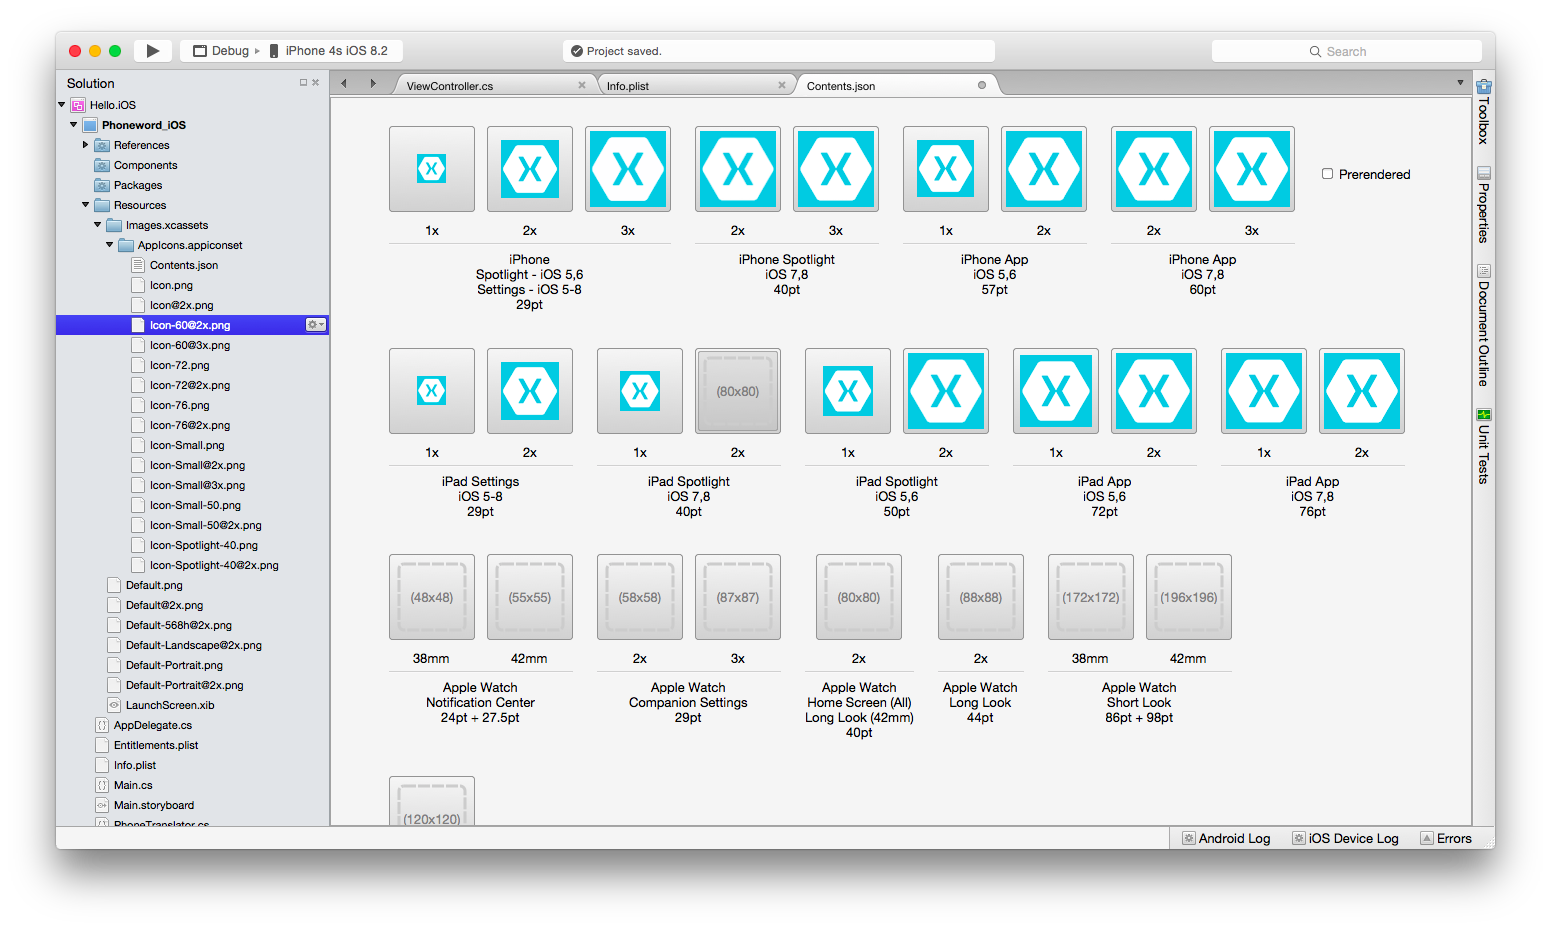 Debug
iPhone 4s iOS 8.2
Project saved.
Search
Solution
Hello.iOS
Phoneword_iOS
References
Components
Packages
Resources
Images.xcassets
AppIcons.appiconset
Contents.json
Icon.png
Icon@2x.png
Icon-60@2x.png
Icon-60@3x.png
Icon-72.png
Icon-72@2x.png
Icon-76.png
Icon-76@2x.png
Icon-Small.png
Icon-Small@2x.png
Icon-Small@3x.png
Icon-Small-50.png
Icon-Small-50@2x.png
Icon-Spotlight-40.png
Icon-Spotlight-40@2x.png
Default.png
Default@2x.png
Default-568h@2x.png
Default-Landscape@2x.png
Default-Portrait.png
Default-Portrait@2x.png
LaunchScreen.xib
AppDelegate.cs
Entitlements.plist
Info.plist
Main.cs
Main.storyboard
PhoneTranslator.cs
ViewController.cs
Info.plist
Contents.json
1x 2x 3x
iPhone
Spotlight - iOS 5,6
Settings - iOS 5-8
29pt
2x 3x
iPhone Spotlight
iOS 7,8
40pt
1x 2x
iPhone App
iOS 5,6
57pt
2x 3x
iPhone App
iOS 7,8
60pt
Prerendered
1x 2x
iPad Settings
iOS 5-8
29pt
(80x80)
1x 2x
iPad Spotlight
iOS 7,8
40pt
1x 2x
iPad Spotlight
iOS 5,6
50pt
1x 2x
iPad App
iOS 5,6
72pt
1x 2x
iPad App
iOS 7,8
76pt
(48x48) (55x55)
38mm 42mm
Apple Watch
Notification Center
24pt + 27.5pt
(58x58) (87x87)
2x 3x
Apple Watch
Companion Settings
29pt
(80x80)
2x
Apple Watch
Home Screen (All)
Long Look (42mm)
40pt
(88x88)
2x
Apple Watch
Long Look
44pt
(172x172) (196x196)
38mm 42mm
Apple Watch
Short Look
86pt + 98pt
(120x120)
Toolbox
Properties
Document Outline
Unit Tests
Android Log
iOS Device Log
Errors